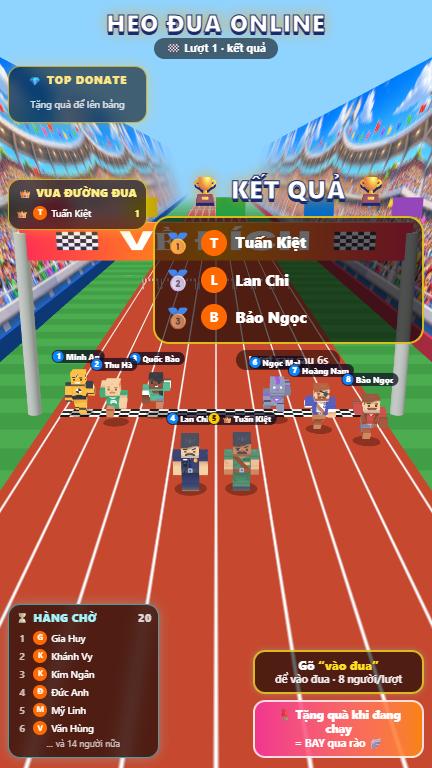 HEO ĐUA ONLINE
Lượt 1 · kết quả
TOP DONATE
Tặng quà để lên bảng
VUA ĐƯỜNG ĐUA
T Tuấn Kiệt 1
KẾT QUẢ
1 T Tuấn Kiệt
2 L Lan Chi
3 B Bảo Ngọc
1 Minh An
2 Thu Hà
3 Quốc Bảo
6 Ngọc Mai
6s
7 Hoàng Nam
8 Bảo Ngọc
4 Lan Chi
5 Tuấn Kiệt
HÀNG CHỜ 20
1 G Gia Huy
2 K Khánh Vy
3 K Kim Ngân
4 Đ Đức Anh
5 M Mỹ Linh
6 V Văn Hùng
... và 14 người nữa
Gõ “vào đua”
để vào đua · 8 người/lượt
Tặng quà khi đang
chạy
= BAY qua rào